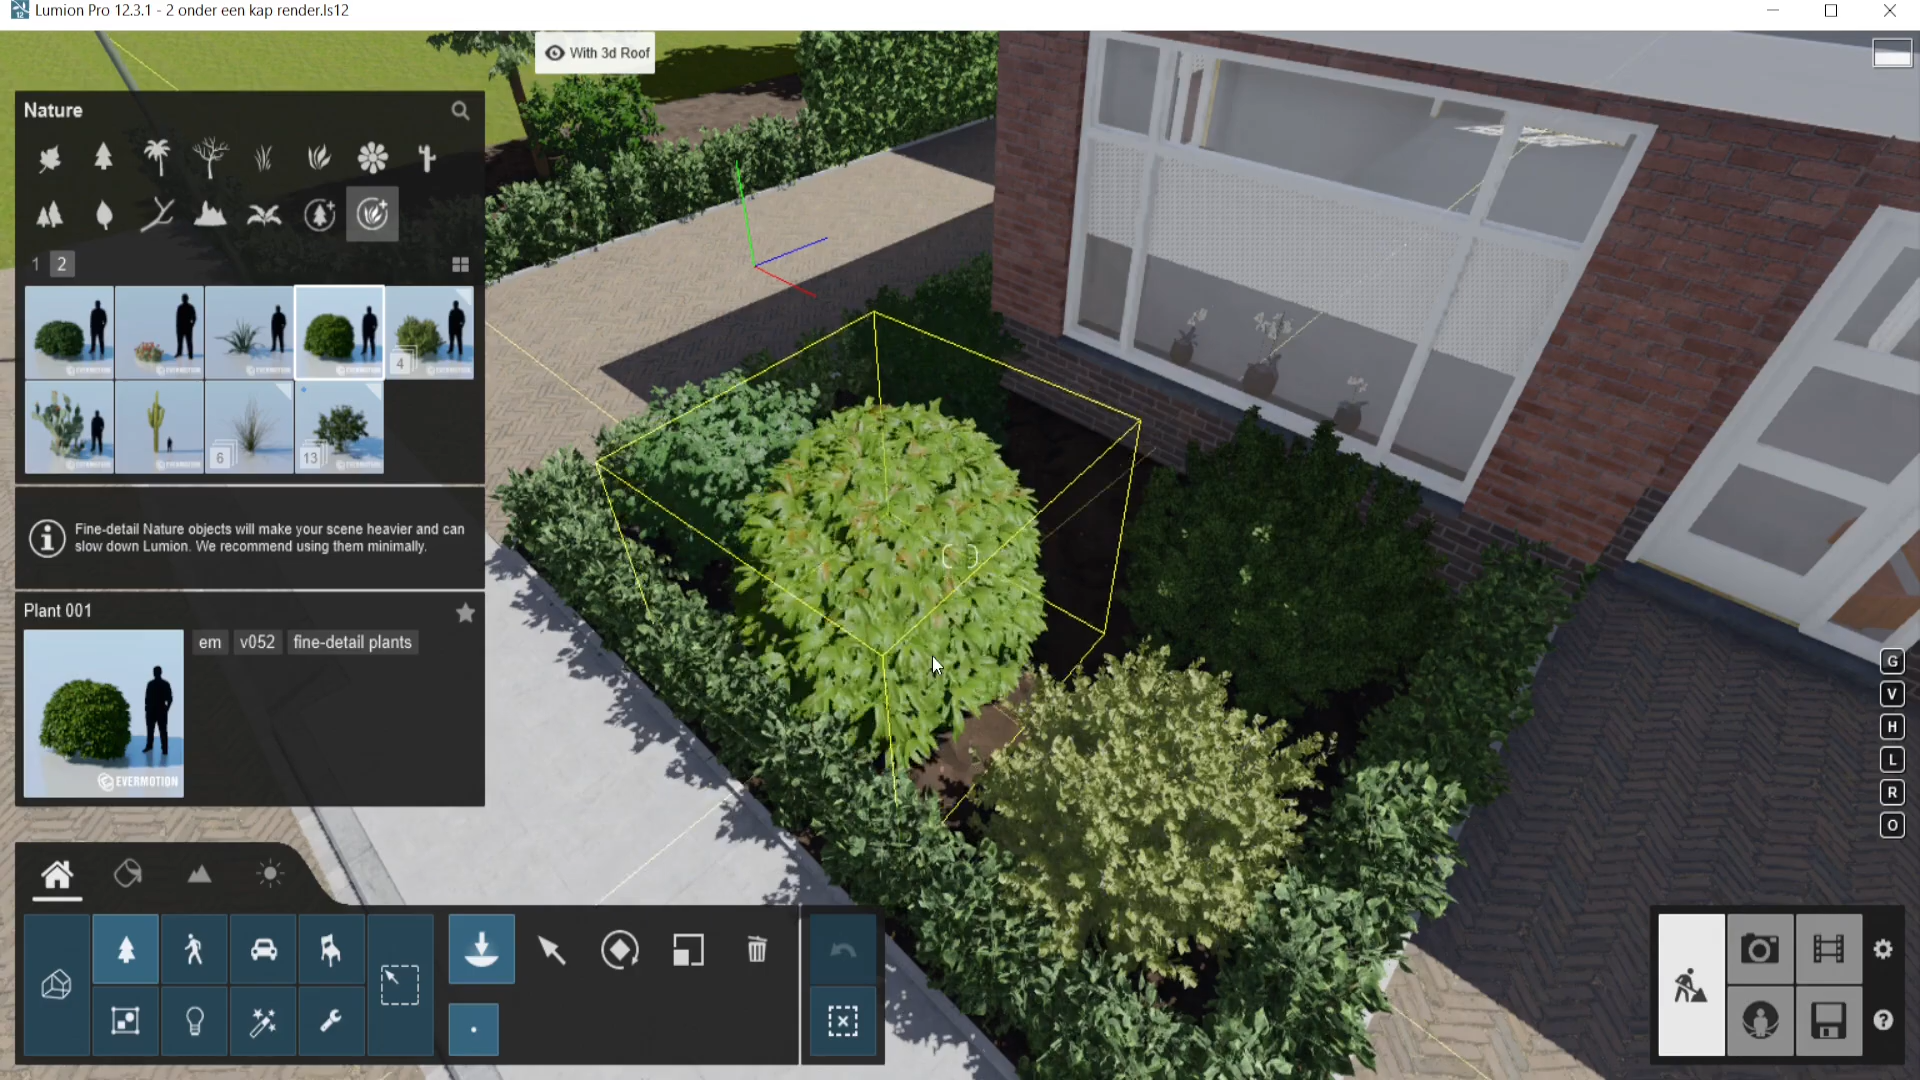 Lumion Pro 12.3.1 - 2 onder een kap render.ls12
With 3d Roof
Nature
1 2
4
6
13
Fine-detail Nature objects will make your scene heavier and can
slow down Lumion. We recommend using them minimally.
Plant 001
em v052 fine-detail plants
EVERMOTION
G
V
H
L
R
O